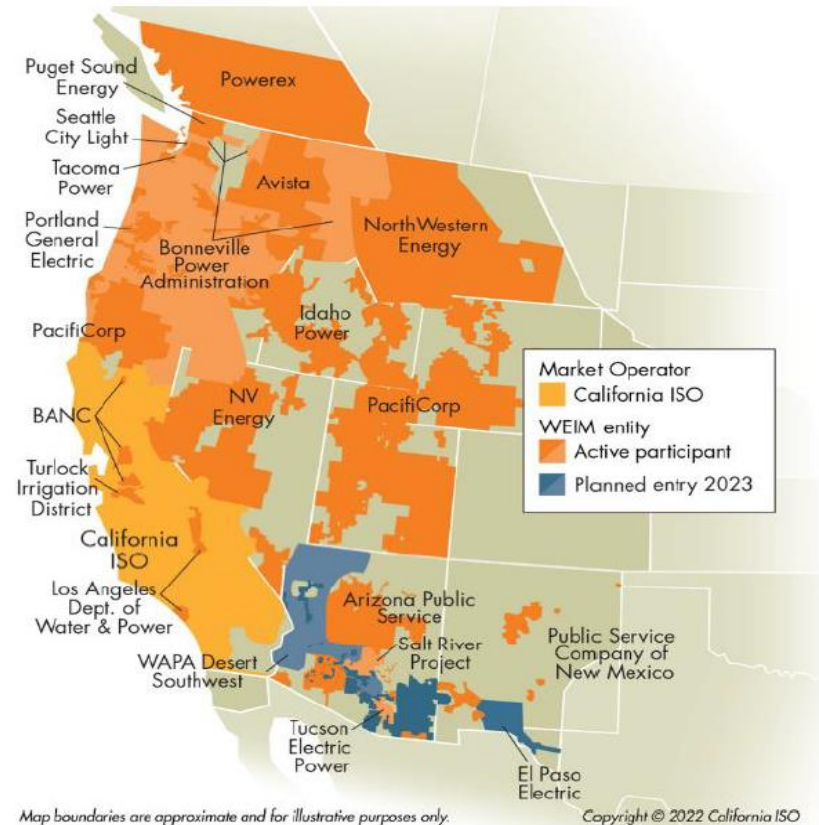 Puget Sound
Energy
Powerex
Seattle
City Light
Tacoma
Power
Avista
Portland
General
Electric
NorthWestern
Energy
Bonneville
Power
Administration
Idaho
Power
PacifiCorp
NV
Energy
PacifiCorp
Market Operator
California ISO
WEIM entity
Active participant
Planned entry 2023
BANC
Turlock
Irrigation
District
California
ISO
Los Angeles
Dept. of
Water & Power
Arizona Public
Service
Salt River
Project
Public Service
Company of
New Mexico
WAPA Desert
Southwest
Tucson
Electric
Power
El Paso
Electric
Map boundaries are approximate and for illustrative purposes only.
Copyright © 2022 California ISO